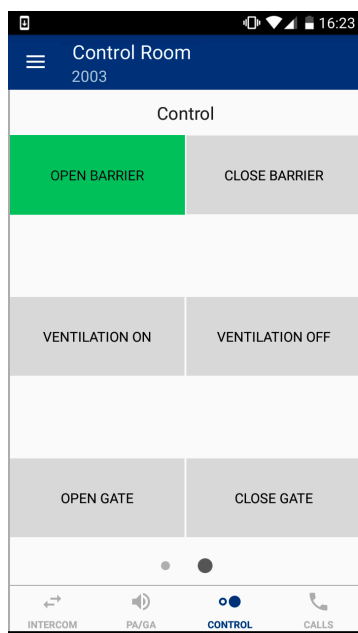 16:23
Control Room
2003
Control
OPEN BARRIER CLOSE BARRIER
VENTILATION ON VENTILATION OFF
OPEN GATE CLOSE GATE
INTERCOM PA/GA CONTROL CALLS